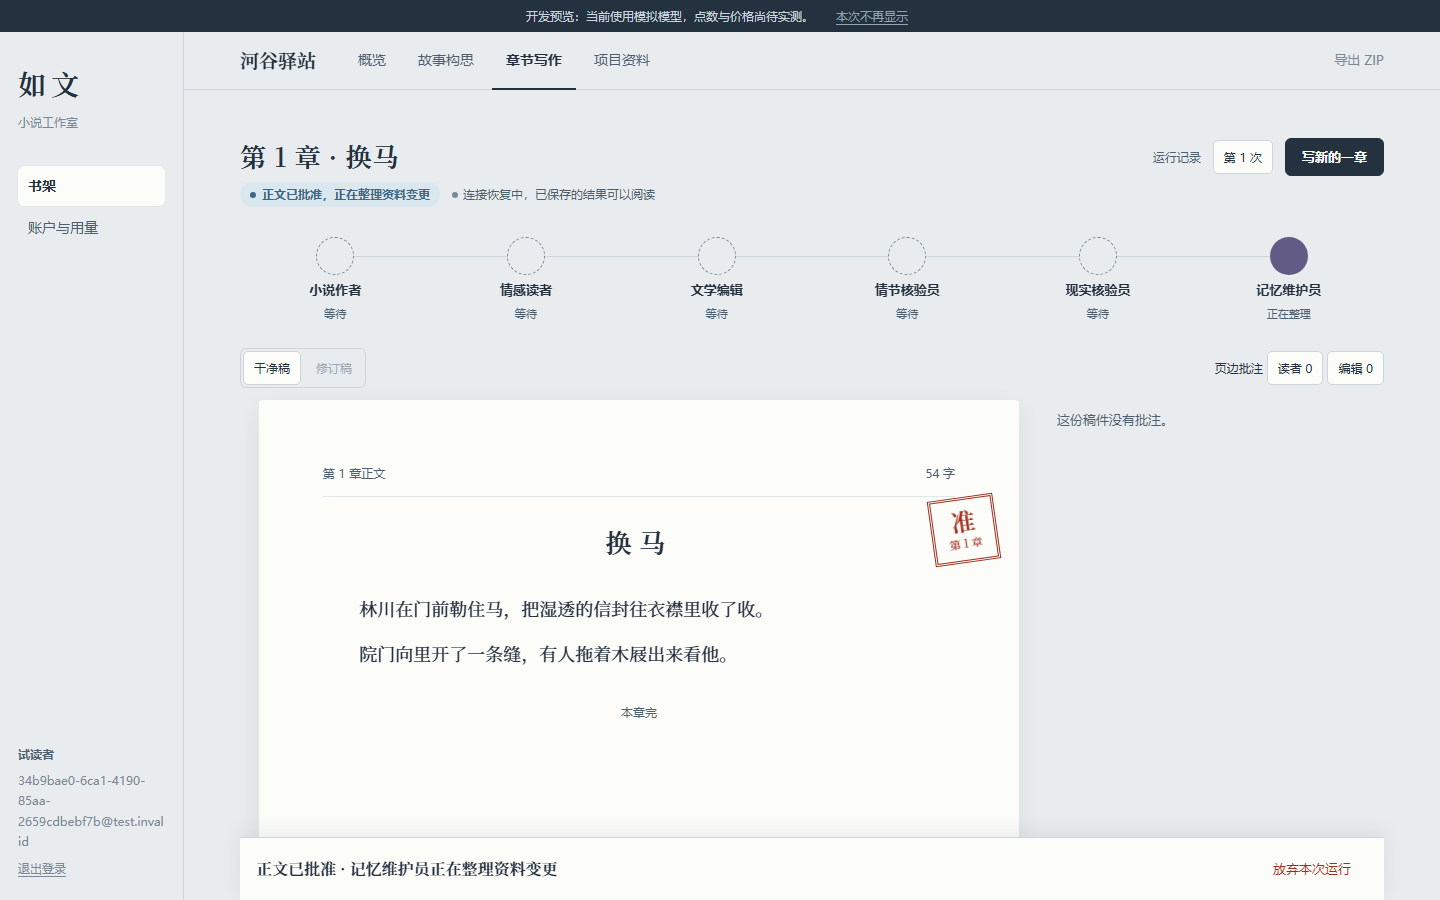 开发预览：当前使用模拟模型，点数与价格尚待实测。 本次不再显示
如文
小说工作室
书架
账户与用量
试读者
34b9bae0-6ca1-4190-
85aa-
2659cdbebf7b@test.inval
id
退出登录
河谷驿站 概览 故事构思 章节写作 项目资料 导出 ZIP
第 1 章 · 换马
运行记录 第 1 次 写新的一章
正文已批准，正在整理资料变更 连接恢复中，已保存的结果可以阅读
小说作者 情感读者 文学编辑 情节核验员 现实核验员 记忆维护员
等待 等待 等待 等待 等待 正在整理
干净稿 修订稿 页边批注 读者 0 编辑 0
这份稿件没有批注。
第 1 章正文 54 字
准
第 1 章
换马
林川在门前勒住马，把湿透的信封往衣襟里收了收。
院门向里开了一条缝，有人拖着木屐出来看他。
本章完
正文已批准 · 记忆维护员正在整理资料变更 放弃本次运行